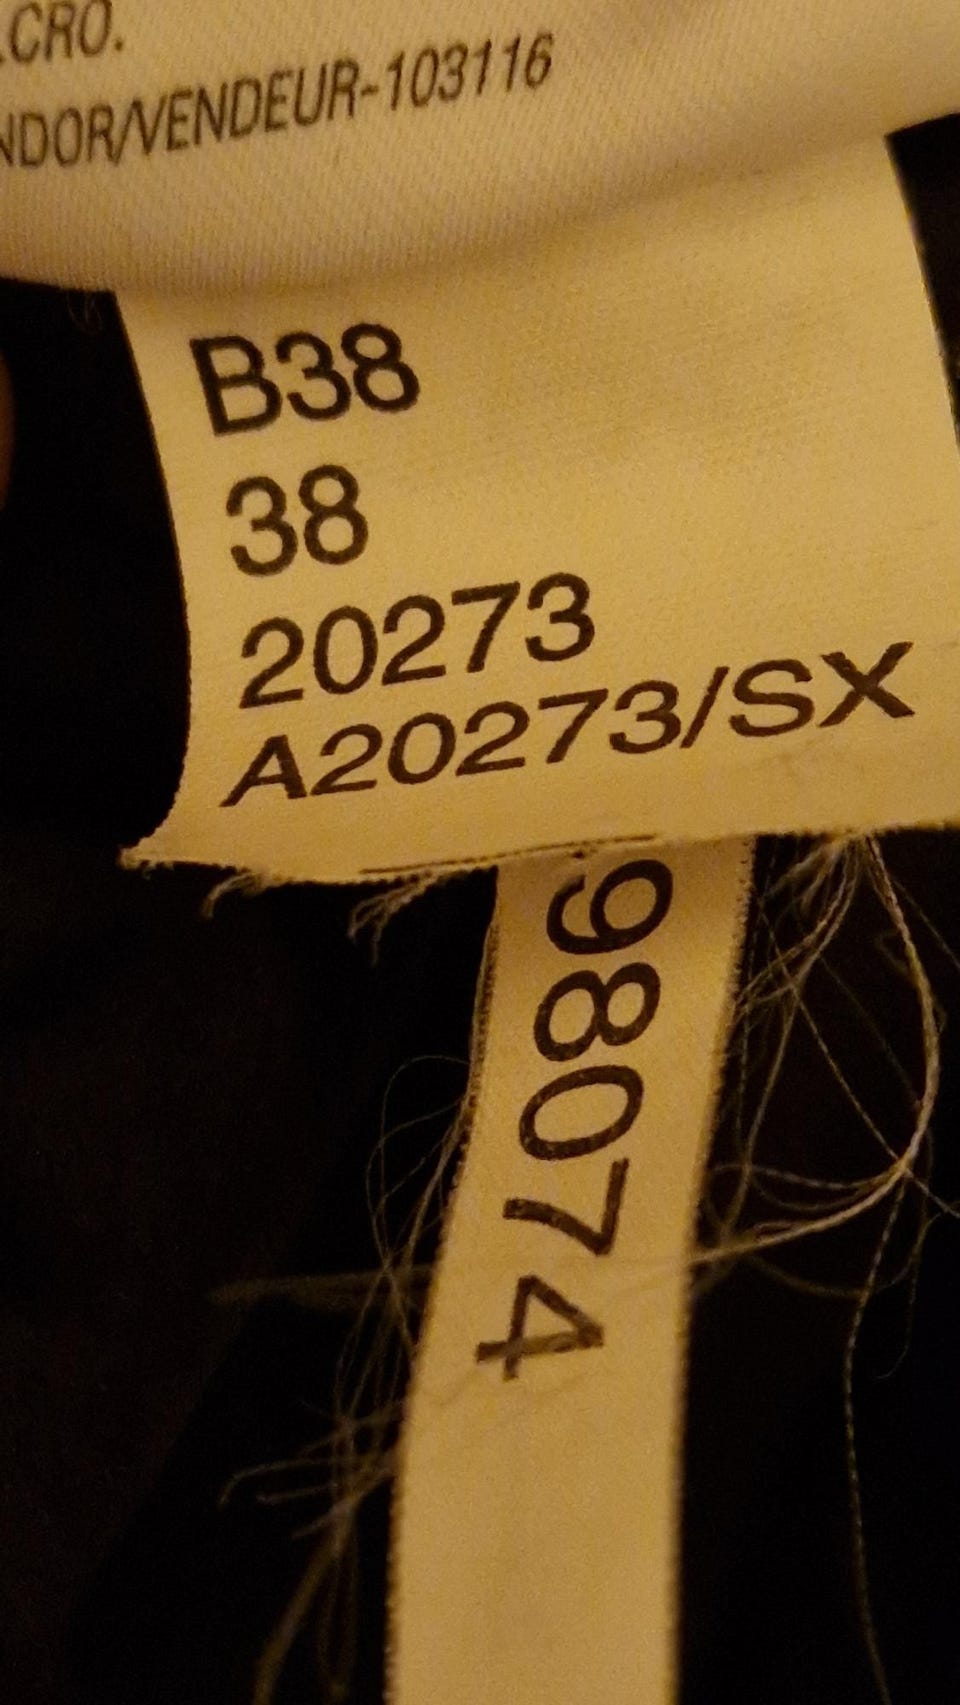 .CRO.
NDOR/VENDEUR-103116
B38
38
20273
A20273/SX
98074